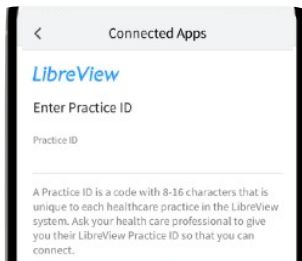 Connected Apps
LibreView
Enter Practice ID
Practice ID
A Practice ID is a code with 8-16 characters that is
unique to each healthcare practice in the LibreView
system. Ask your health care professional to give
you their LibreView Practice ID so that you can
connect.